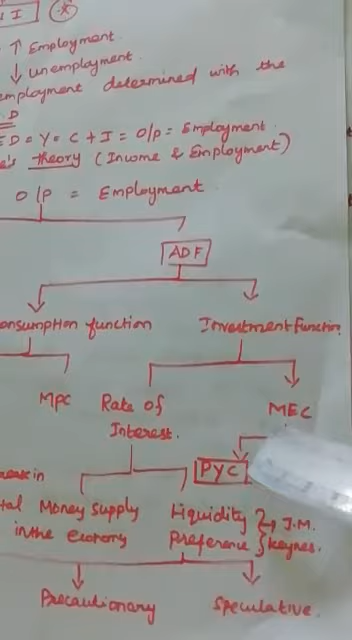 I
↑ Employment.
↓ Unemployment.
employment determined with the
D
ED = Y = C + I = O/P = Employment
theory (Income & Employment)
O/P = Employment
ADF
onsumption function Investment function
MPC Rate of MEC
Interest.
PYC
tal Money Supply Liquidity } J.M.
in the economy Preference } keynes.
Precautionary Speculative.